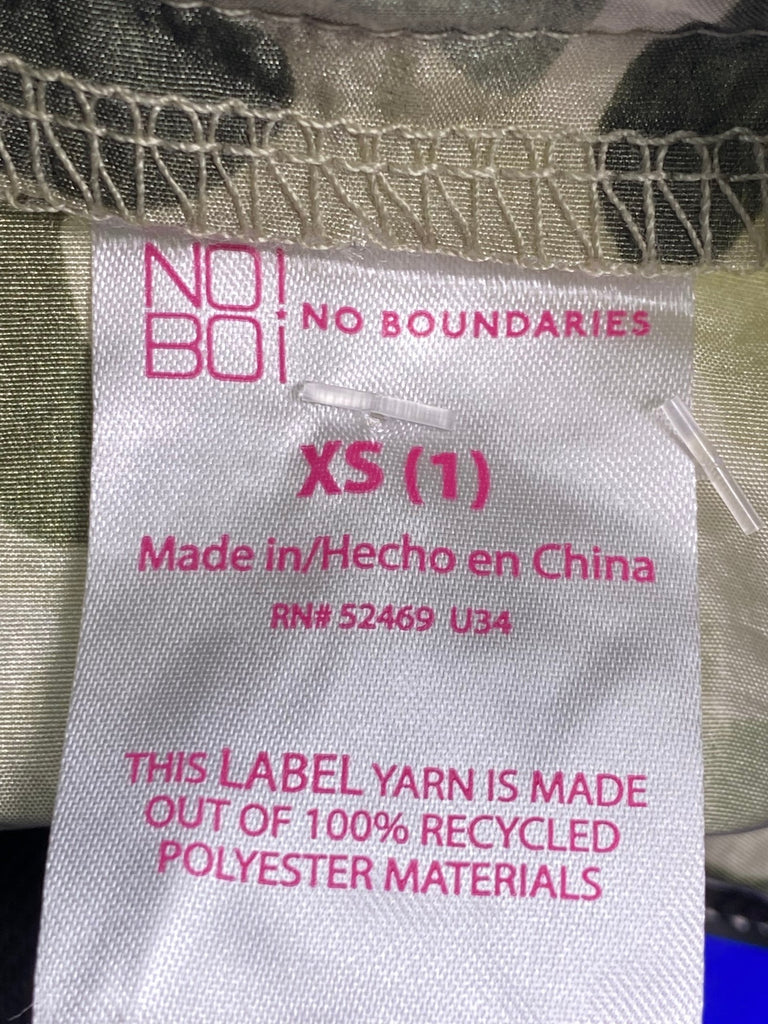 NO!
BO¡
NO BOUNDARIES
XS (1)
Made in/Hecho en China
RN# 52469 U34
THIS LABEL YARN IS MADE
OUT OF 100% RECYCLED
POLYESTER MATERIALS